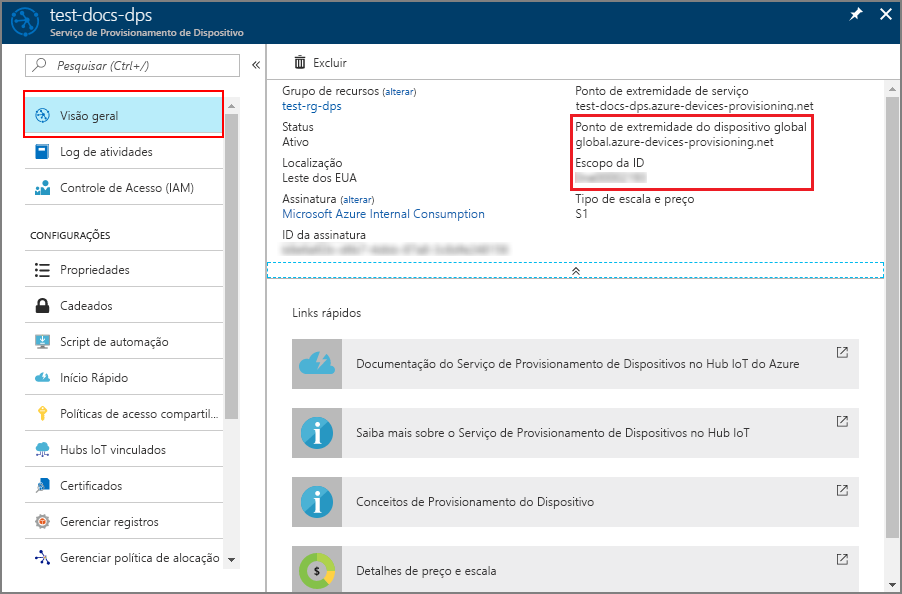 test-docs-dps
Serviço de Provisionamento de Dispositivo
Pesquisar (Ctrl+/)
Visão geral
Log de atividades
Controle de Acesso (IAM)
CONFIGURAÇÕES
Propriedades
Cadeados
Script de automação
Início Rápido
Políticas de acesso compartil...
Hubs IoT vinculados
Certificados
Gerenciar registros
Gerenciar política de alocação
Excluir
Grupo de recursos (alterar)
test-rg-dps
Status
Ativo
Localização
Leste dos EUA
Assinatura (alterar)
Microsoft Azure Internal Consumption
ID da assinatura
Ponto de extremidade de serviço
test-docs-dps.azure-devices-provisioning.net
Ponto de extremidade do dispositivo global
global.azure-devices-provisioning.net
Escopo da ID
Tipo de escala e preço
S1
Links rápidos
Documentação do Serviço de Provisionamento de Dispositivos no Hub IoT do Azure
Saiba mais sobre o Serviço de Provisionamento de Dispositivos no Hub IoT
Conceitos de Provisionamento do Dispositivo
Detalhes de preço e escala